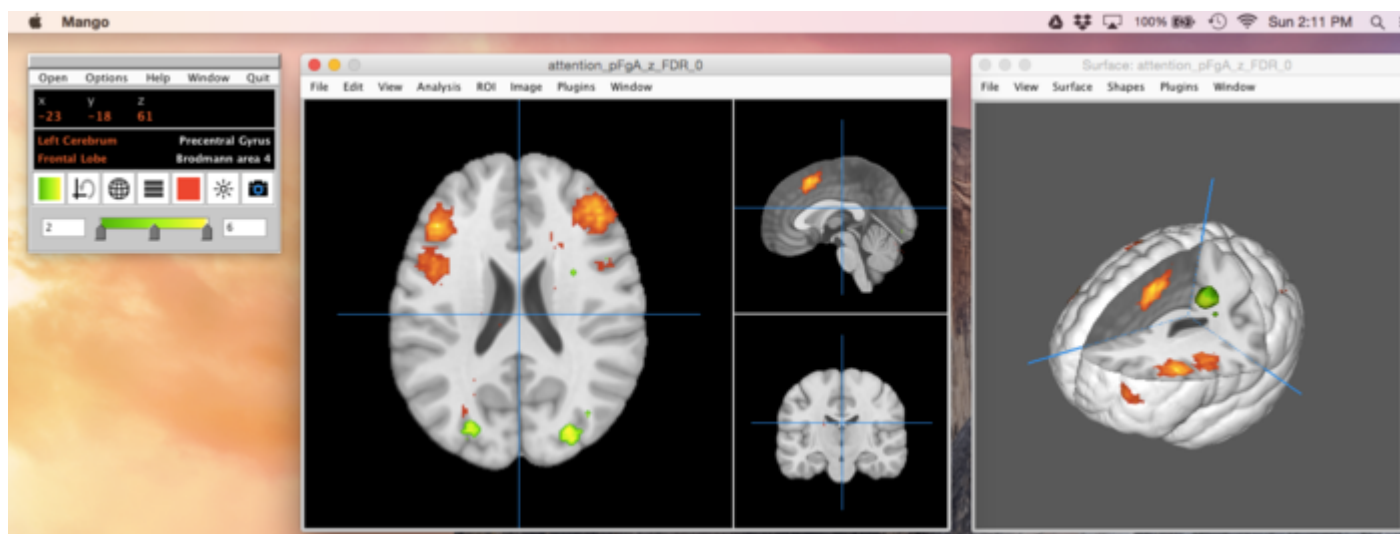 Mango 100% Sun 2:11 PM
Open Options Help Window Quit
x y z
-23 -18 61
Left Cerebrum Precentral Gyrus
Frontal Lobe Brodmann area 4
2 6
attention_pFgA_z_FDR_0
File Edit View Analysis ROI Image Plugins Window
Surface: attention_pFgA_z_FDR_0
File View Surface Shapes Plugins Window